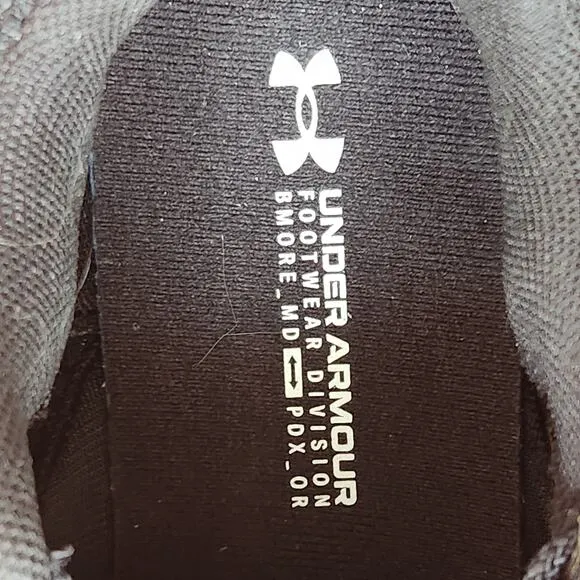 UNDER ARMOUR
FOOTWEAR DIVISION
BMORE_MD↔PDX_OR